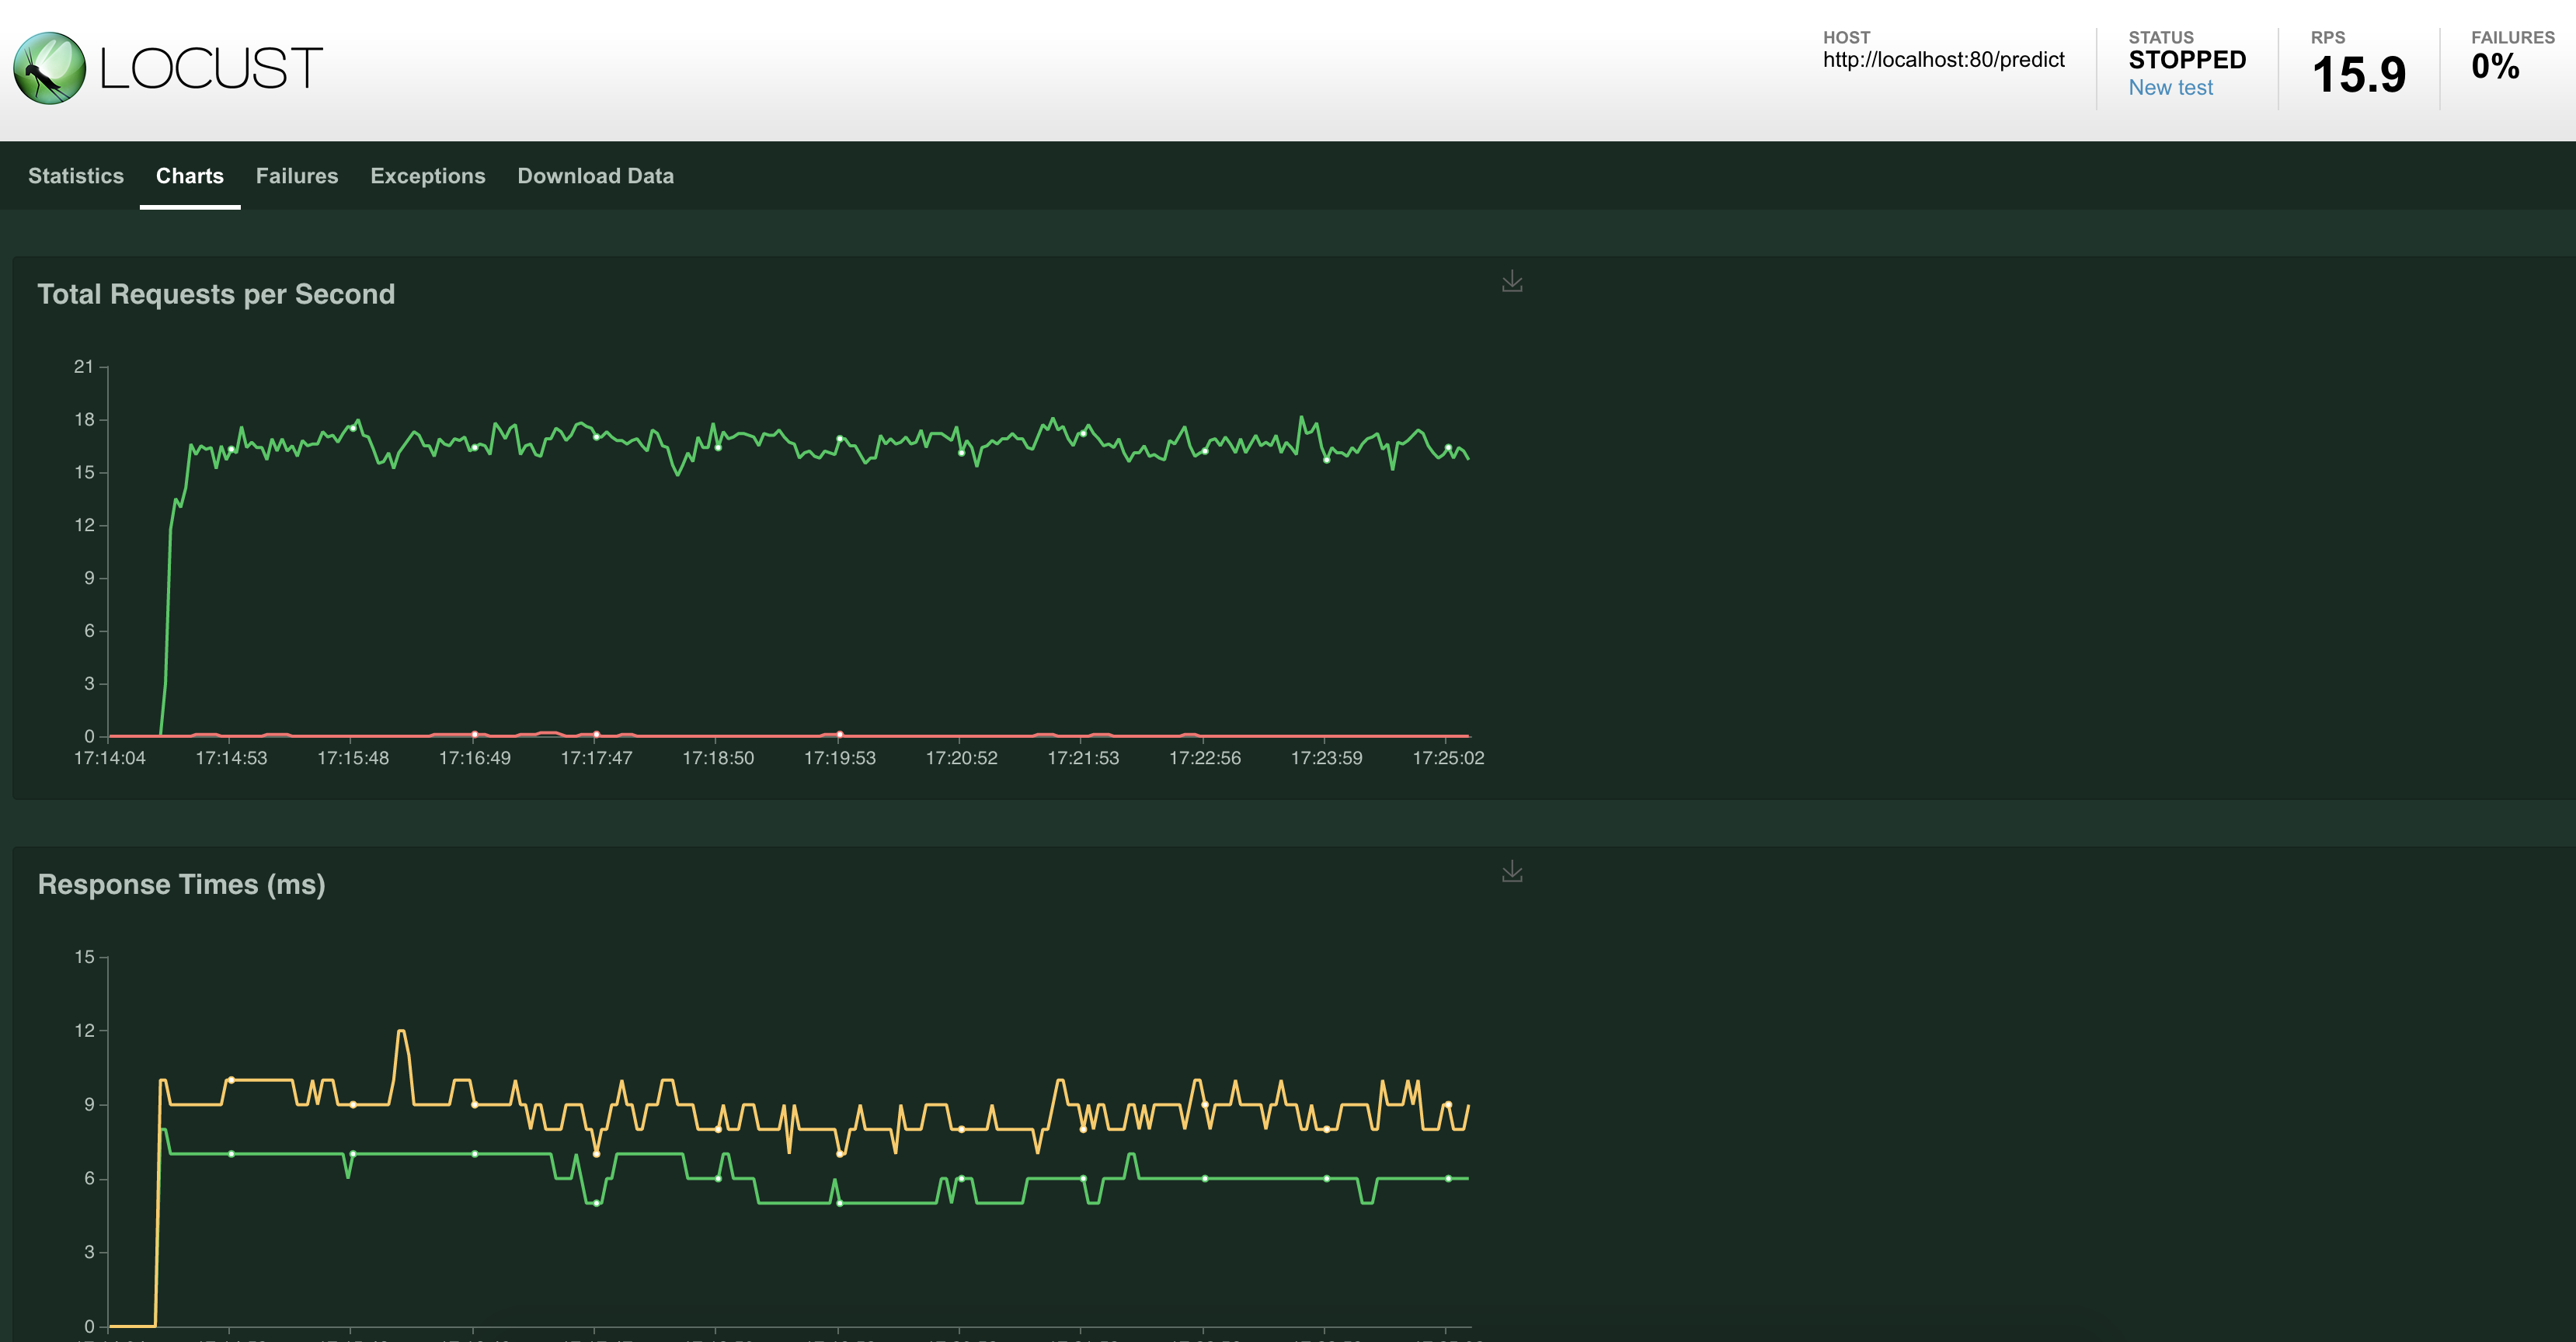 LOCUST
HOST
http://localhost:80/predict
STATUS
STOPPED
New test
RPS
15.9
FAILURES
0%
Statistics Charts Failures Exceptions Download Data
Total Requests per Second
21
18
15
12
9
6
3
0
17:14:04 17:14:53 17:15:48 17:16:49 17:17:47 17:18:50 17:19:53 17:20:52 17:21:53 17:22:56 17:23:59 17:25:02
Response Times (ms)
15
12
9
6
3
0